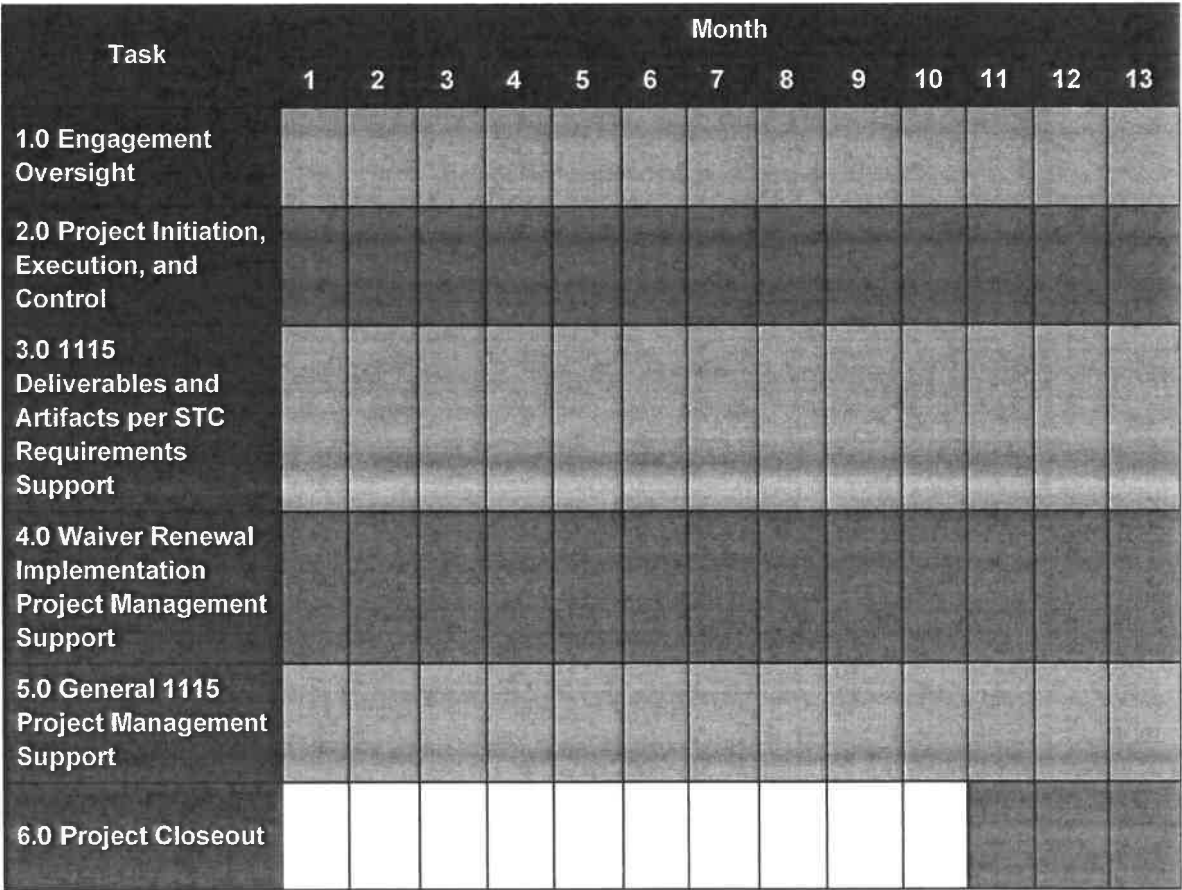 Task
Month
1 2 3 4 5 6 7 8 9 10 11 12 13
1.0 Engagement
Oversight
2.0 Project Initiation,
Execution, and
Control
3.0 1115
Deliverables and
Artifacts per STC
Requirements
Support
4.0 Waiver Renewal
Implementation
Project Management
Support
5.0 General 1115
Project Management
Support
6.0 Project Closeout